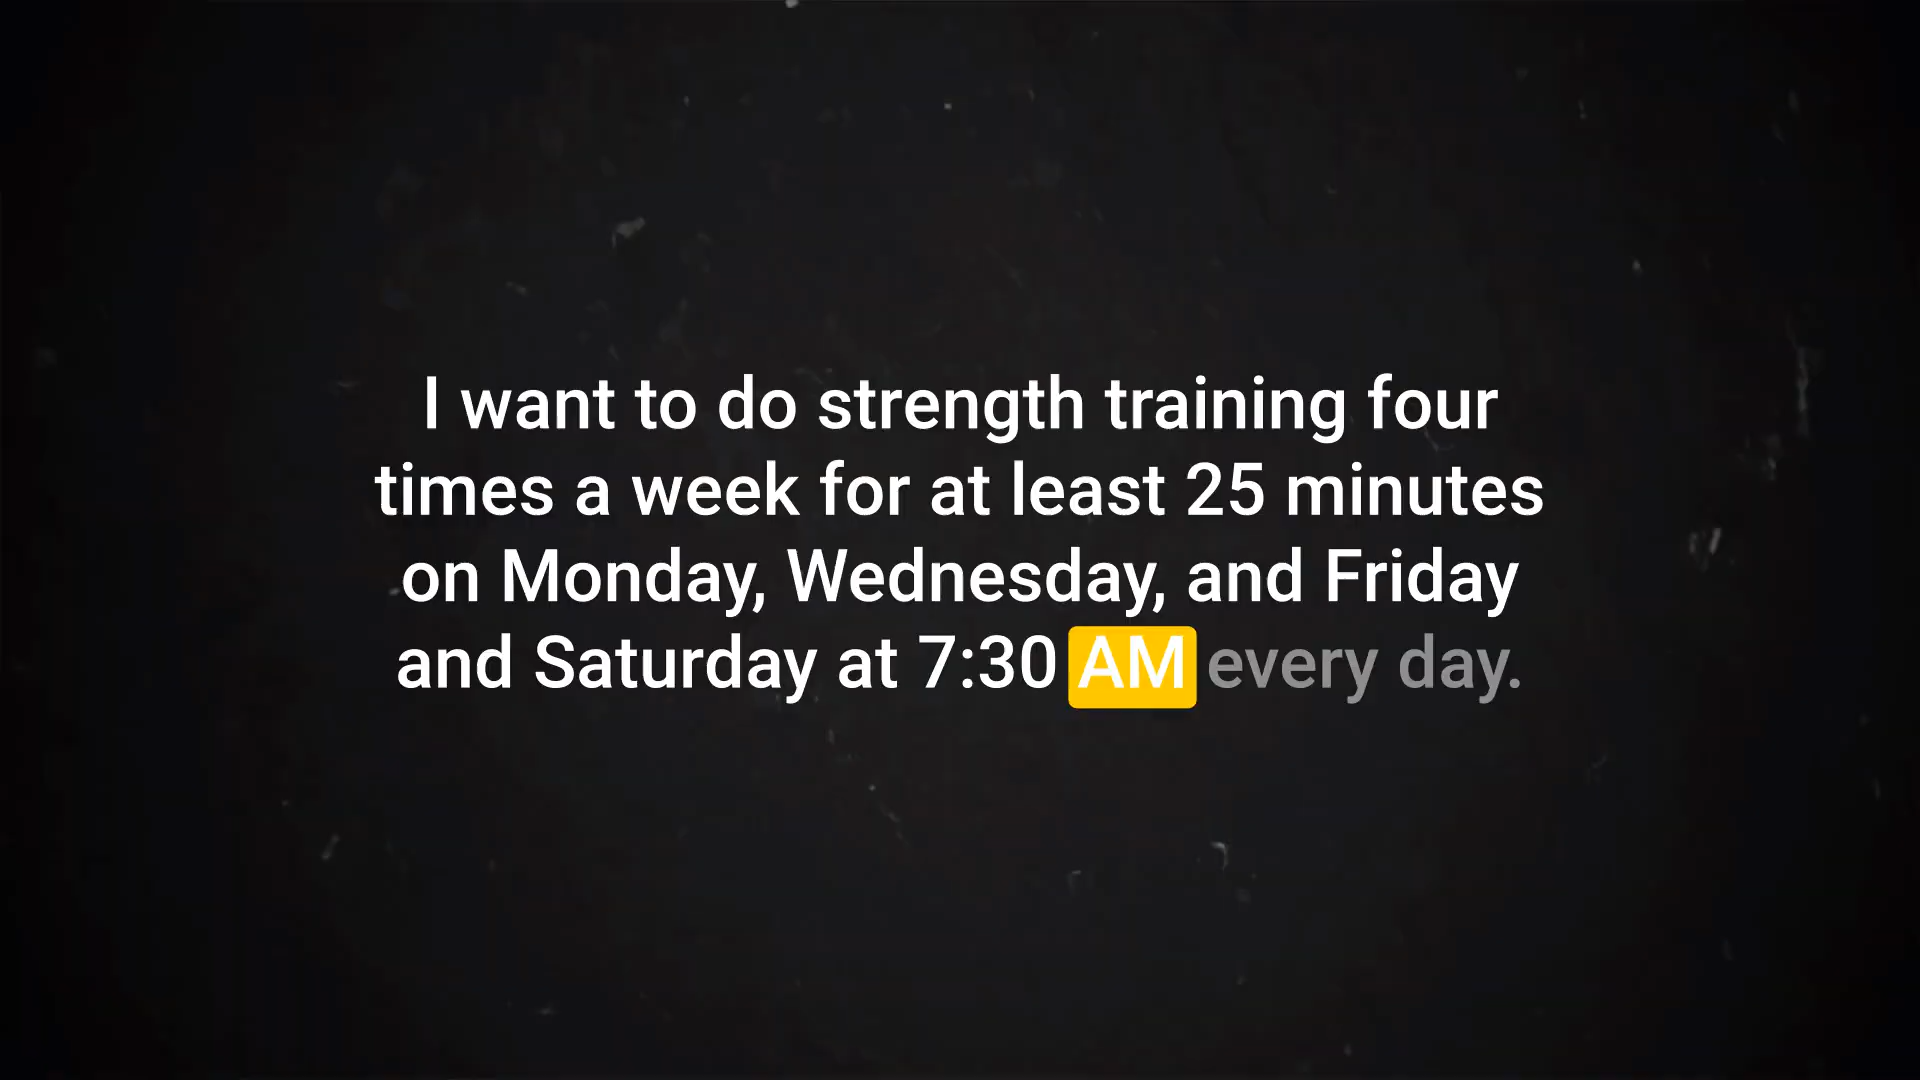 I want to do strength training four
times a week for at least 25 minutes
on Monday, Wednesday, and Friday
and Saturday at 7:30 AM every day.